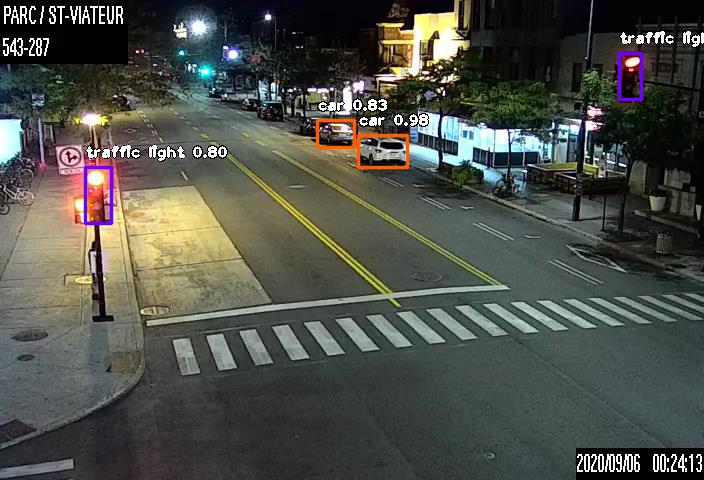 PARC / ST-VIATEUR
543-287
traffic ligh
car 0.83
car 0.98
traffic light 0.80
2020/09/06 00:24:13